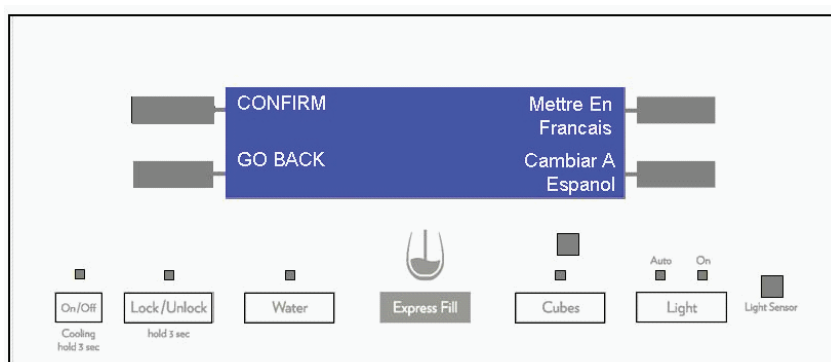 CONFIRM
Mettre En
Francais
GO BACK
Cambiar A
Espanol
Auto On
On/Off
Lock/Unlock
Water
Express Fill
Cubes
Light
Light Sensor
Cooling
hold 3 sec
hold 3 sec